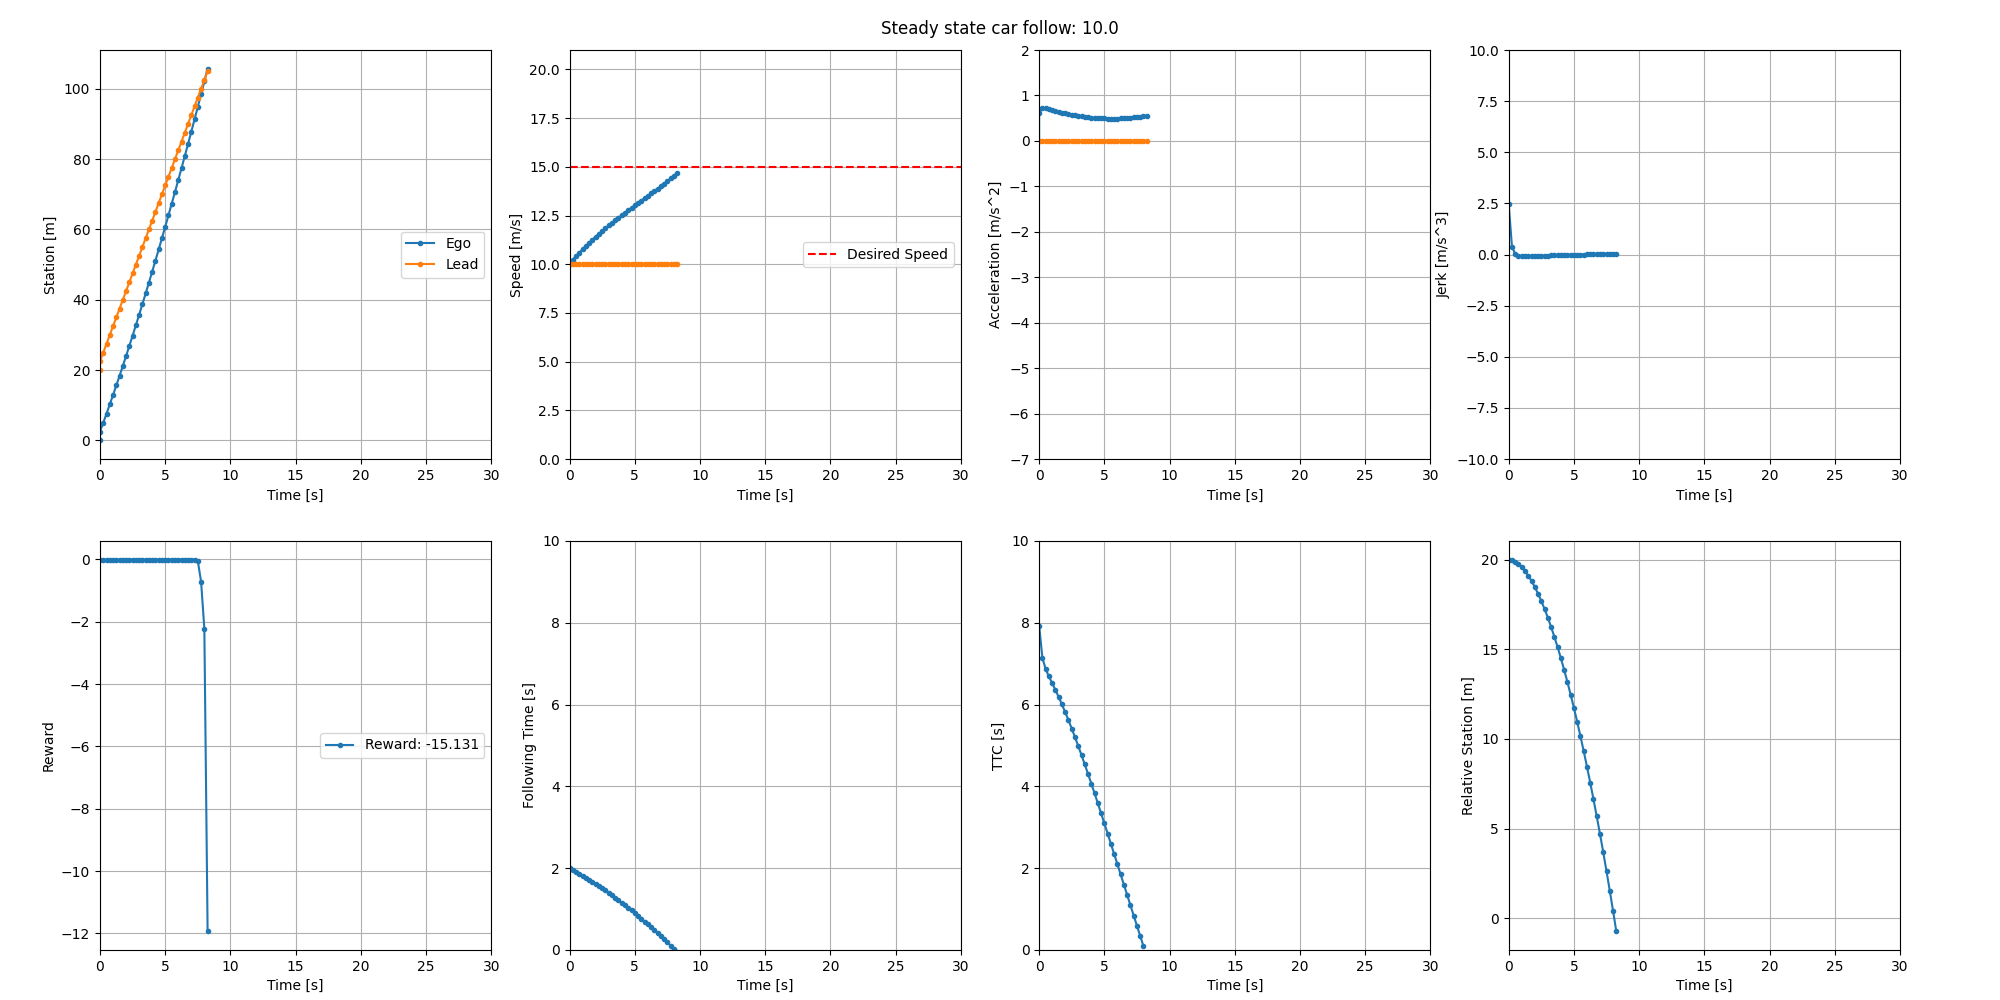 Steady state car follow: 10.0
Station [m]
100
80
60
40
20
0
Ego
Lead
0 5 10 15 20 25 30
Time [s]
Speed [m/s]
20.0
17.5
15.0
12.5
10.0
7.5
5.0
2.5
0.0
Desired Speed
0 5 10 15 20 25 30
Time [s]
Acceleration [m/s^2]
2
1
0
−1
−2
−3
−4
−5
−6
−7
0 5 10 15 20 25 30
Time [s]
Jerk [m/s^3]
10.0
7.5
5.0
2.5
0.0
−2.5
−5.0
−7.5
−10.0
0 5 10 15 20 25 30
Time [s]
Reward
0
−2
−4
−6
−8
−10
−12
Reward: -15.131
0 5 10 15 20 25 30
Time [s]
Following Time [s]
10
8
6
4
2
0
0 5 10 15 20 25 30
Time [s]
TTC [s]
10
8
6
4
2
0
0 5 10 15 20 25 30
Time [s]
Relative Station [m]
20
15
10
5
0
0 5 10 15 20 25 30
Time [s]